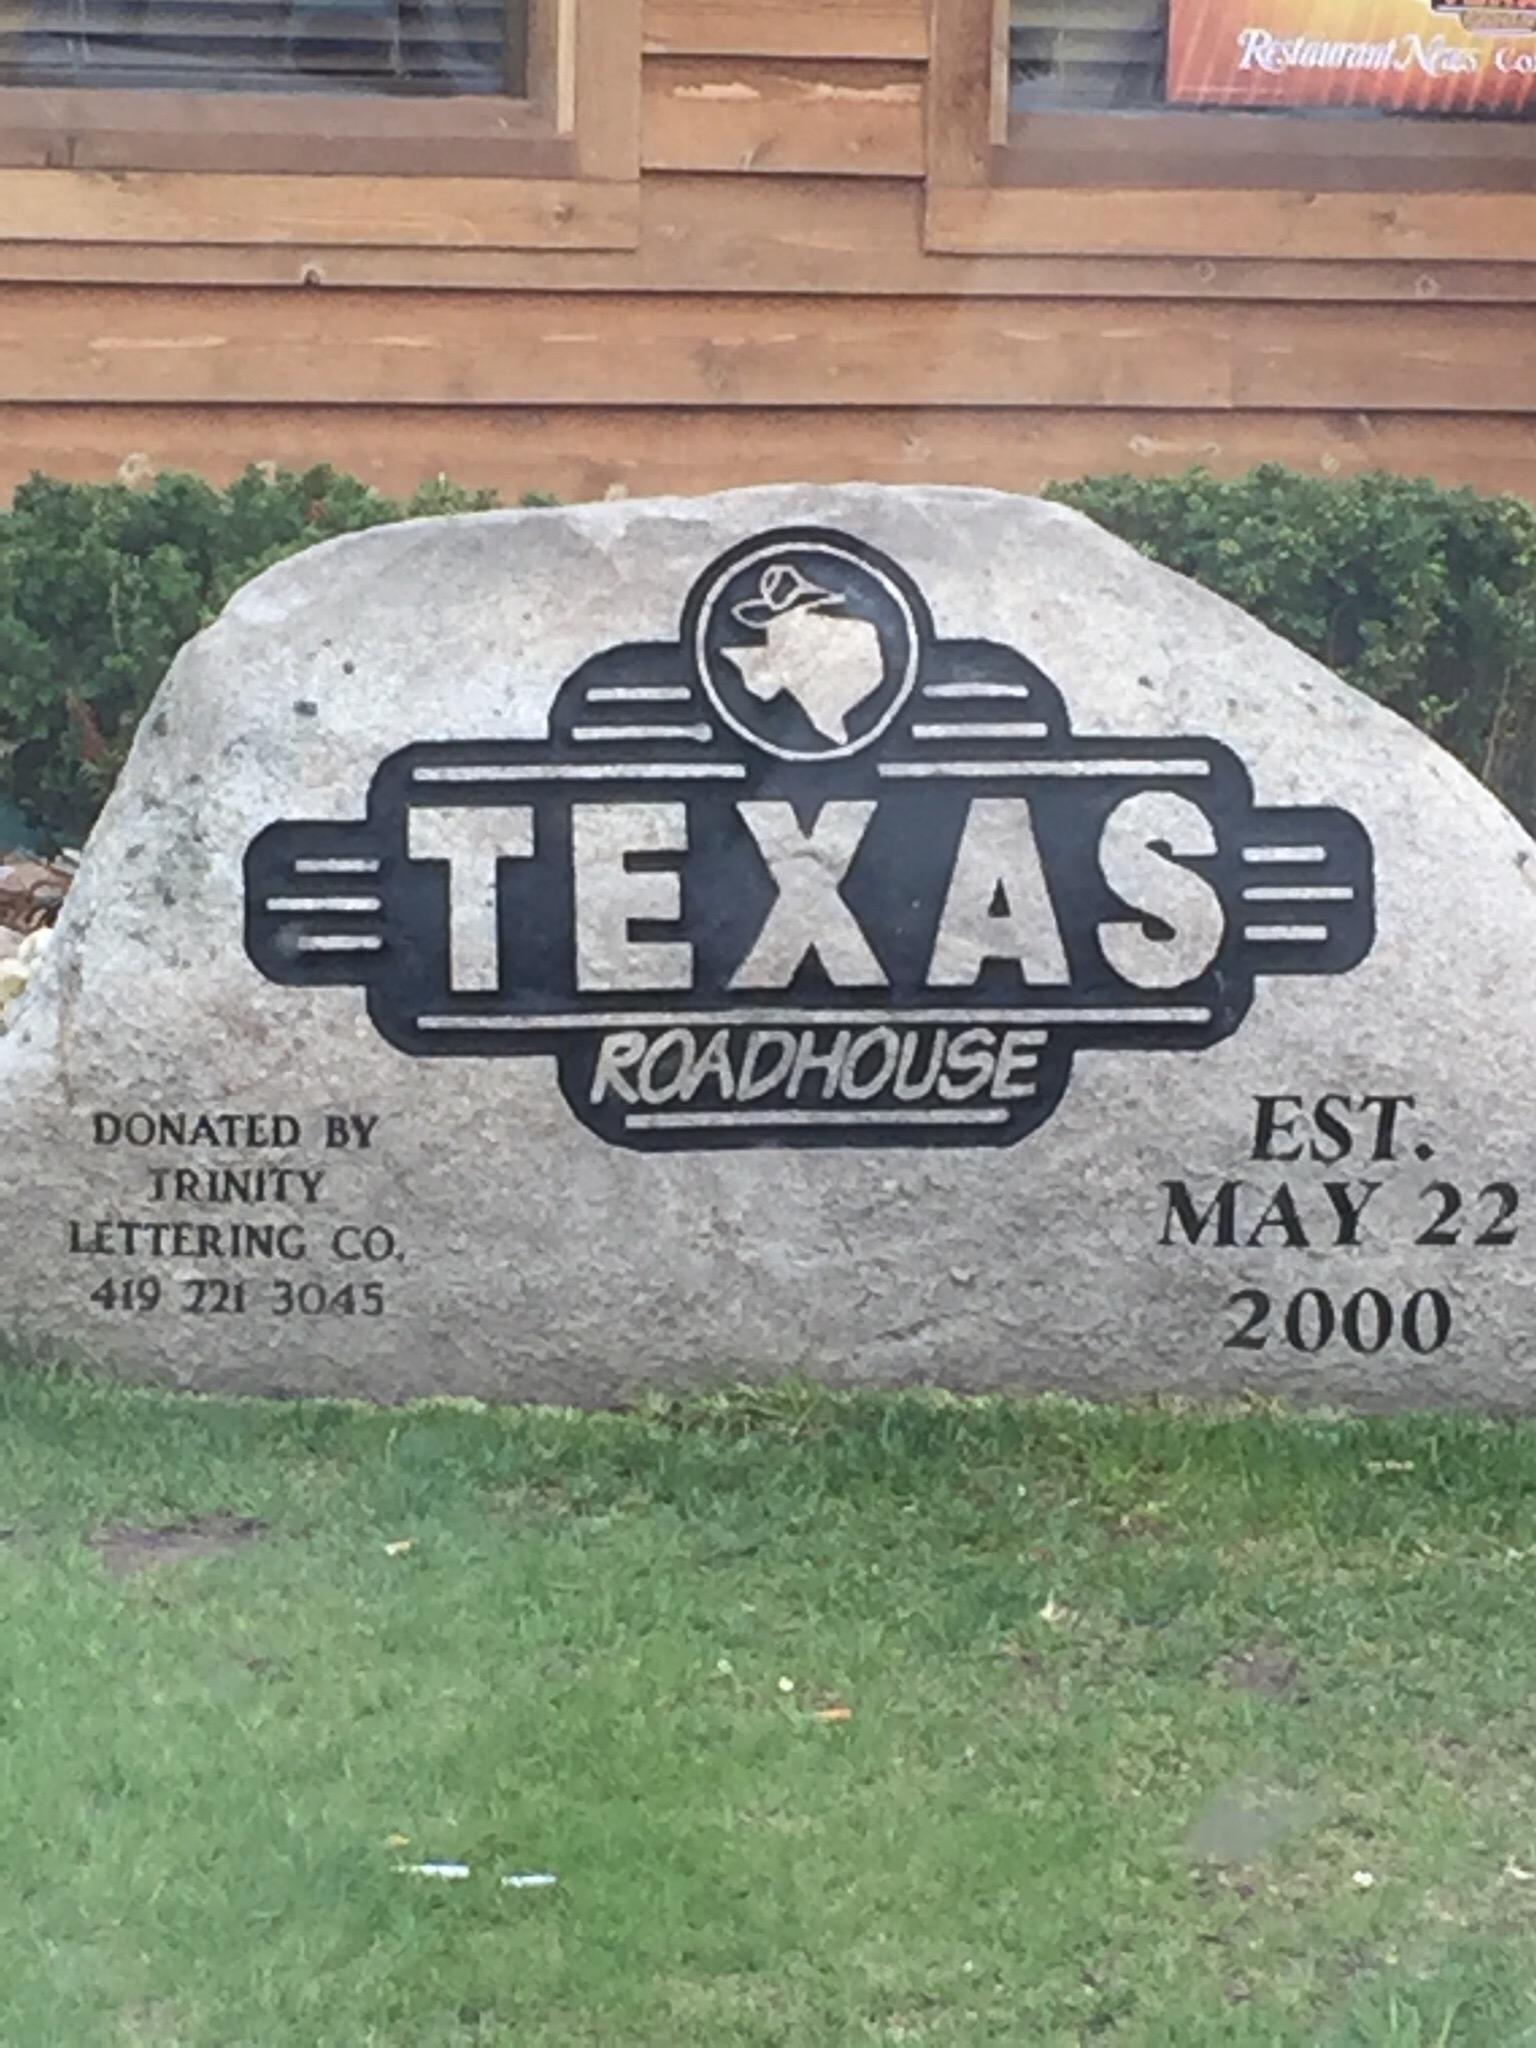 Restaurant News
TEXAS
ROADHOUSE
DONATED BY
TRINITY
LETTERING CO.
419 221 3045
EST.
MAY 22
2000